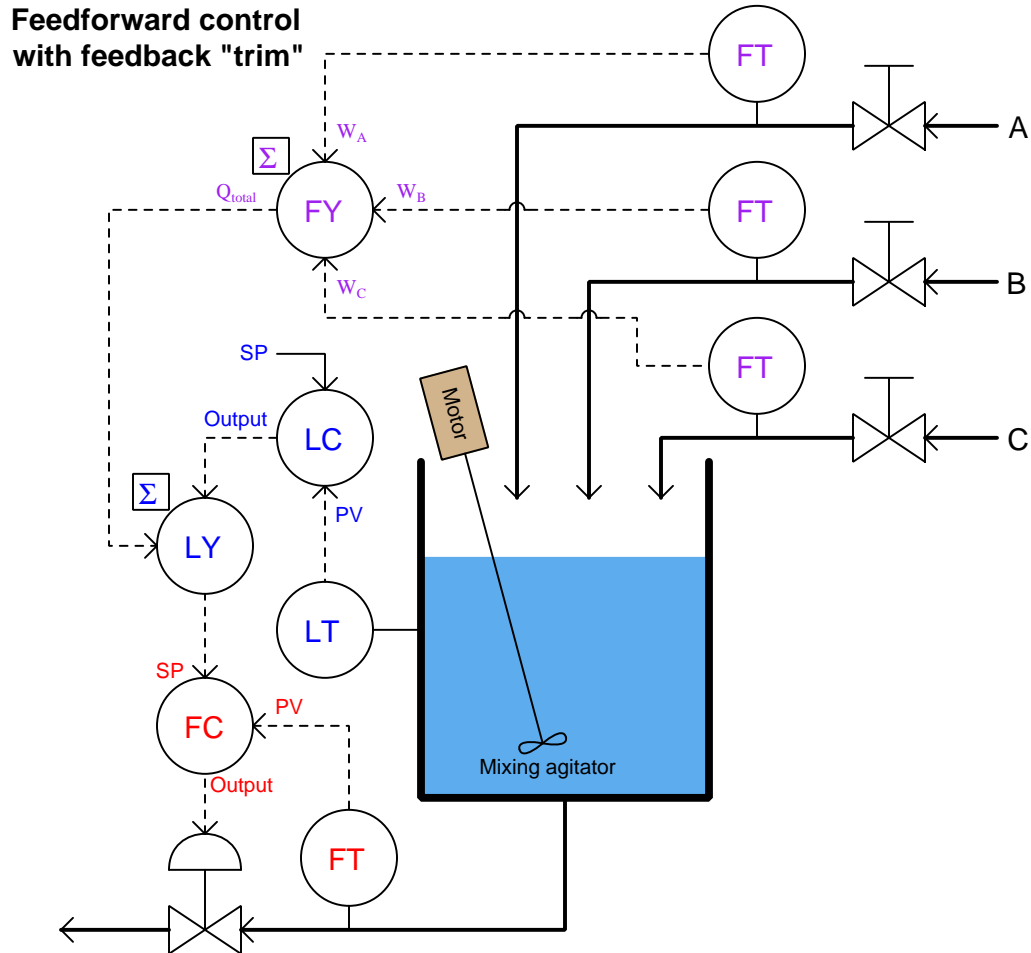 Feedforward control
with feedback "trim"
FT
A
W_A
Σ
Q_total
FY
W_B
FT
B
W_C
SP
FT
Motor
Output
LC
C
Σ
PV
LY
LT
SP
PV
FC
Mixing agitator
Output
FT